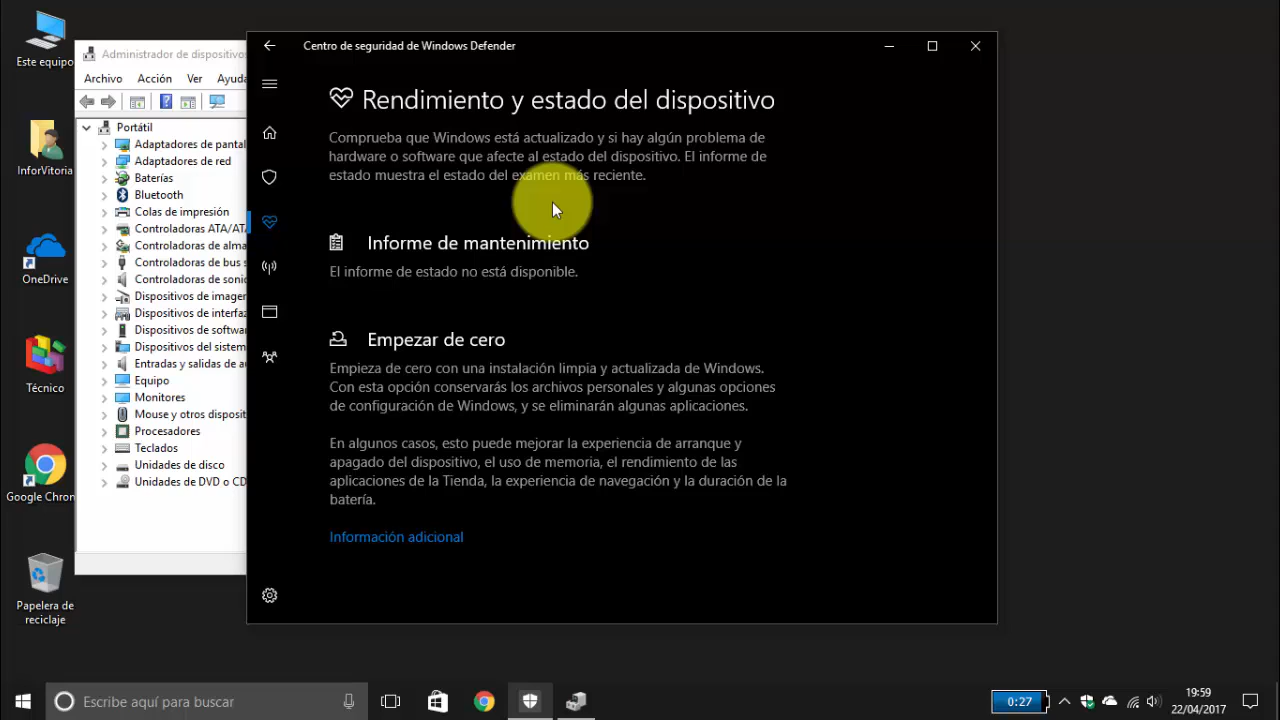 Este equipo
InforVitoria
OneDrive
Técnico
Google Chrom
Papelera de
reciclaje
Administrador de dispositivos
Archivo Acción Ver Ayuda
Portátil
Adaptadores de pantal
Adaptadores de red
Baterías
Bluetooth
Colas de impresión
Controladoras ATA/ATA
Controladoras de alma
Controladoras de bus s
Controladoras de sonid
Dispositivos de imagen
Dispositivos de interfaz
Dispositivos de softwar
Dispositivos del sistem
Entradas y salidas de au
Equipo
Monitores
Mouse y otros disposit
Procesadores
Teclados
Unidades de disco
Unidades de DVD o CD
Centro de seguridad de Windows Defender
Rendimiento y estado del dispositivo
Comprueba que Windows está actualizado y si hay algún problema de
hardware o software que afecte al estado del dispositivo. El informe de
estado muestra el estado del examen más reciente.
Informe de mantenimiento
El informe de estado no está disponible.
Empezar de cero
Empieza de cero con una instalación limpia y actualizada de Windows.
Con esta opción conservarás los archivos personales y algunas opciones
de configuración de Windows, y se eliminarán algunas aplicaciones.
En algunos casos, esto puede mejorar la experiencia de arranque y
apagado del dispositivo, el uso de memoria, el rendimiento de las
aplicaciones de la Tienda, la experiencia de navegación y la duración de la
batería.
Información adicional
Escribe aquí para buscar
0:27
19:59
22/04/2017